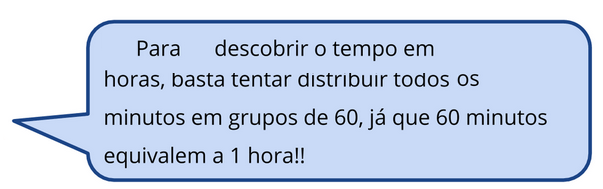 Para descobrir o tempo em
horas, basta tentar distribuir todos os
minutos em grupos de 60, já que 60 minutos
equivalem a 1 hora!!